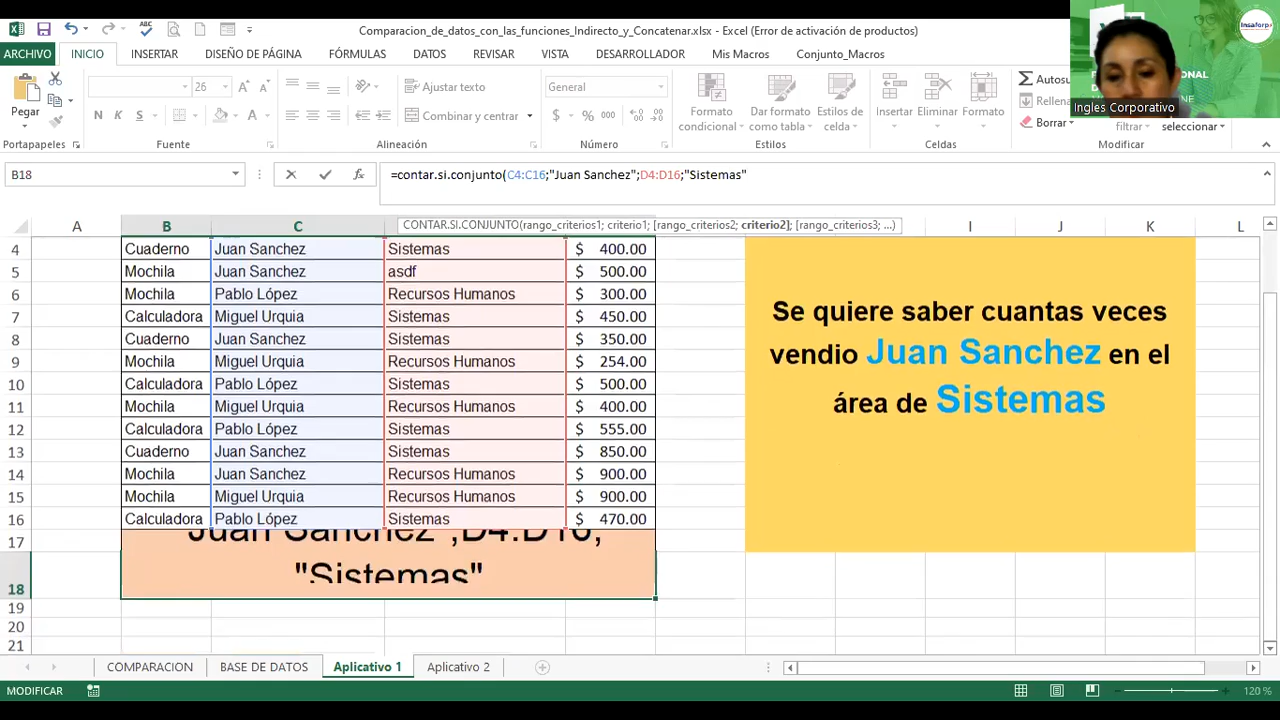 Comparacion_de_datos_con_las_funciones_Indirecto_y_Concatenar.xlsx - Excel (Error de activación de productos)
insaforp
ARCHIVO INICIO INSERTAR DISEÑO DE PÁGINA FÓRMULAS DATOS REVISAR VISTA DESARROLLADOR Mis Macros Conjunto_Macros
26 Ajustar texto General Autosu
Pegar N K S Combinar y centrar $ % 000 Condicional Formato condicional Dar formato como tabla Estilos de celda Insertar Eliminar Formato Rellena Borrar filtrar seleccionar
Ingles Corporativo
Portapapeles Fuente Alineación Número Estilos Celdas Modificar
B18 fx =contar.si.conjunto(C4:C16;"Juan Sanchez";D4:D16;"Sistemas"
CONTAR.SI.CONJUNTO(rango_criterios1; criterio1; [rango_criterios2; criterio2]; [rango_criterios3; ...)
A B C I J K L
4 Cuaderno Juan Sanchez Sistemas $ 400.00
5 Mochila Juan Sanchez asdf $ 500.00
6 Mochila Pablo López Recursos Humanos $ 300.00
7 Calculadora Miguel Urquia Sistemas $ 450.00
8 Cuaderno Juan Sanchez Sistemas $ 350.00
9 Mochila Miguel Urquia Recursos Humanos $ 254.00
10 Calculadora Pablo López Sistemas $ 500.00
11 Mochila Miguel Urquia Recursos Humanos $ 400.00
12 Calculadora Pablo López Sistemas $ 555.00
13 Cuaderno Juan Sanchez Sistemas $ 850.00
14 Mochila Juan Sanchez Recursos Humanos $ 900.00
15 Mochila Miguel Urquia Recursos Humanos $ 900.00
16 Calculadora Pablo López Sistemas $ 470.00
17 Juan Sanchez";D4:D16;
18 "Sistemas"
19
20
21
Se quiere saber cuantas veces
vendio Juan Sanchez en el
área de Sistemas
COMPARACION BASE DE DATOS Aplicativo 1 Aplicativo 2
MODIFICAR 120 %